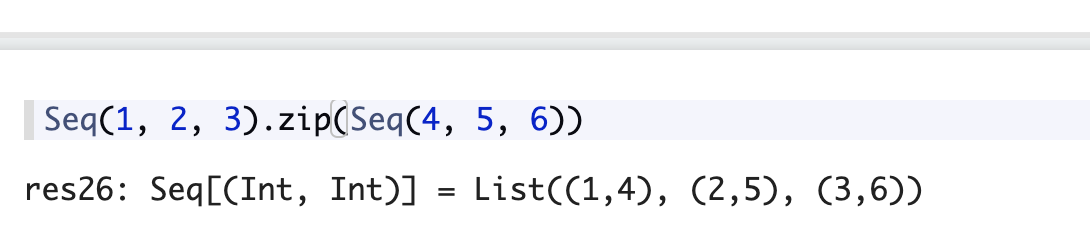 Seq(1, 2, 3).zip(Seq(4, 5, 6))
res26: Seq[(Int, Int)] = List((1,4), (2,5), (3,6))